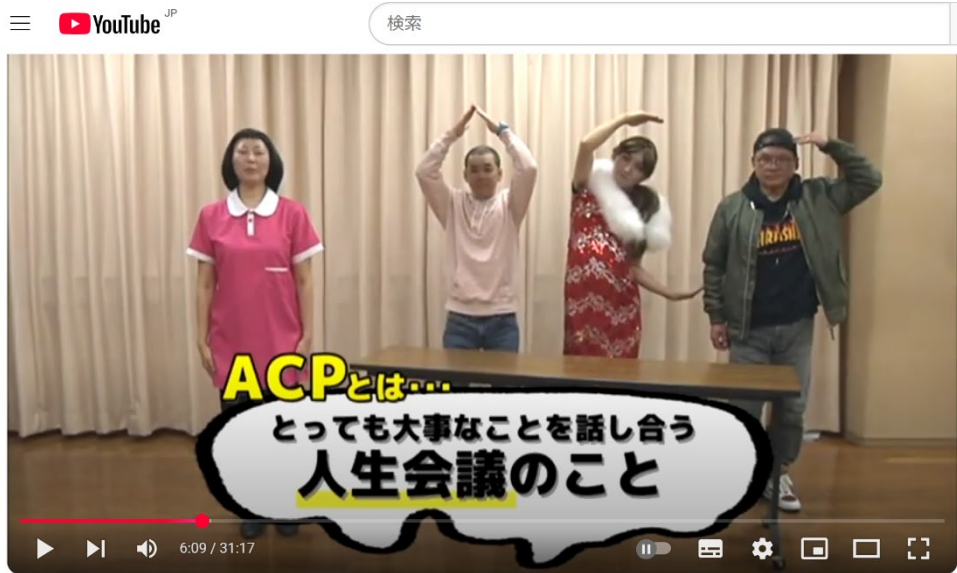 YouTube JP
検索
THRASHER
ACPとは…
とっても大事なことを話し合う
人生会議のこと
6:09 / 31:17